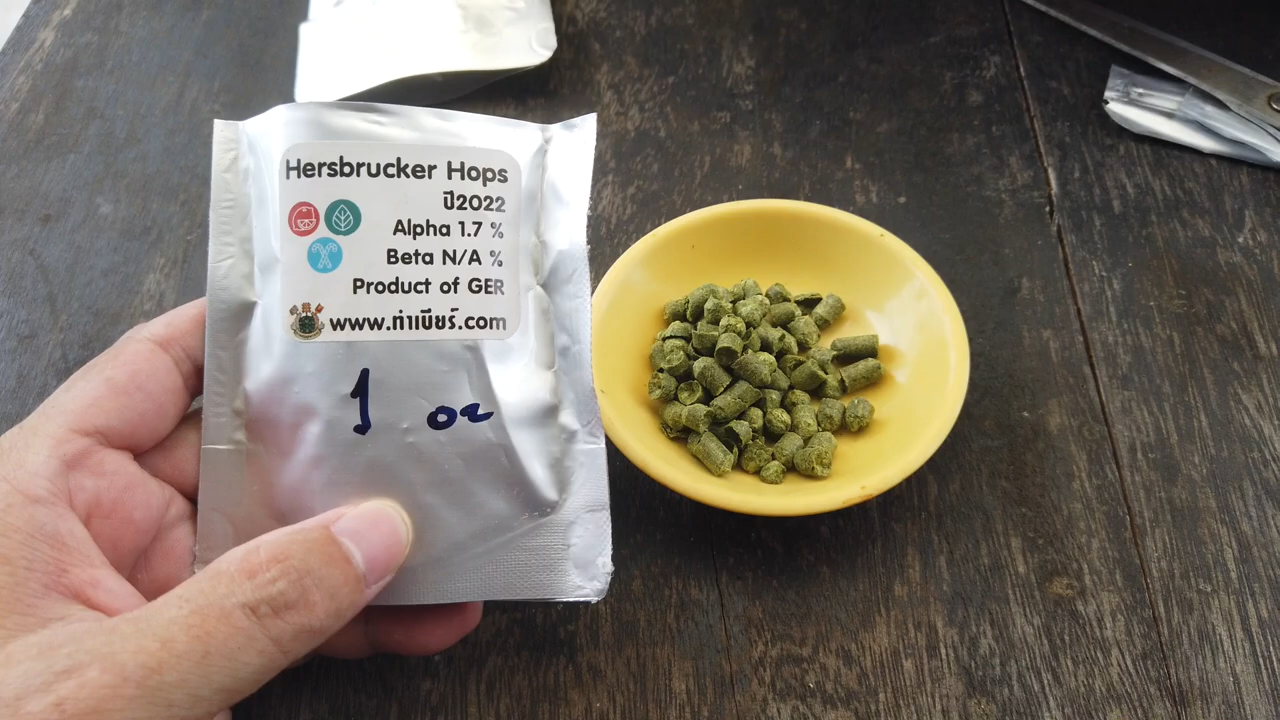 Hersbrucker Hops
ปี2022
Alpha 1.7 %
Beta N/A %
Product of GER
www.ทำเบียร์.com
1 oz